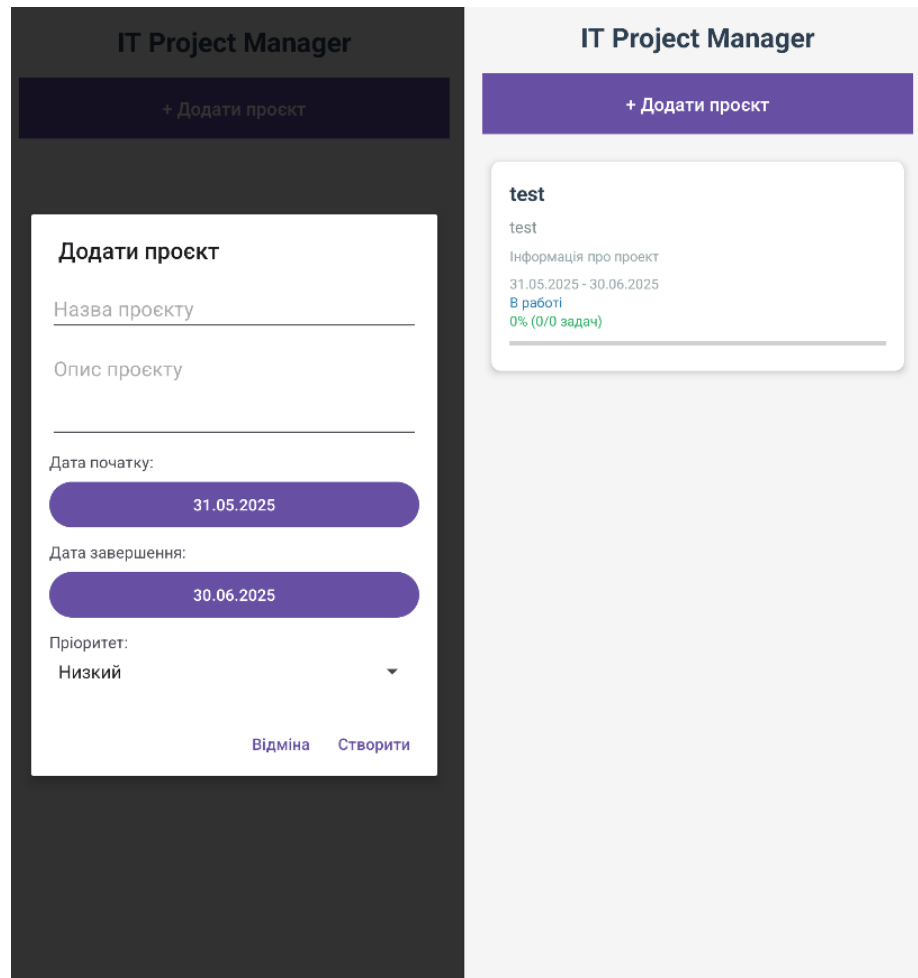 IT Project Manager
+ Додати проєкт
Додати проєкт
Назва проєкту
Опис проєкту
Дата початку:
31.05.2025
Дата завершення:
30.06.2025
Пріоритет:
Низкий
Відміна Створити
IT Project Manager
+ Додати проєкт
test
test
Інформація про проект
31.05.2025 - 30.06.2025
В работі
0% (0/0 задач)